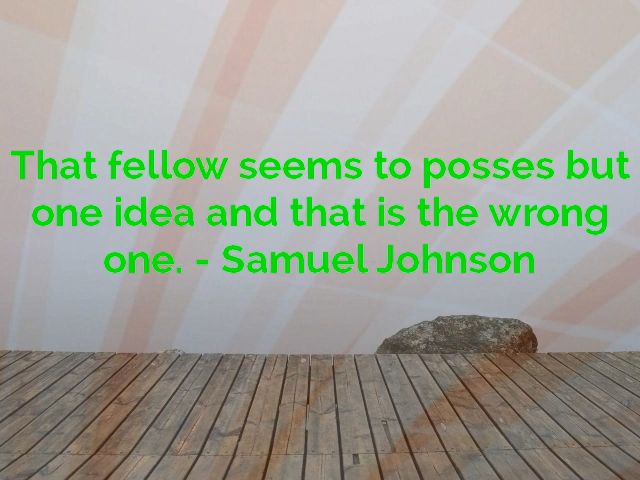 That fellow seems to posses but
one idea and that is the wrong
one. - Samuel Johnson